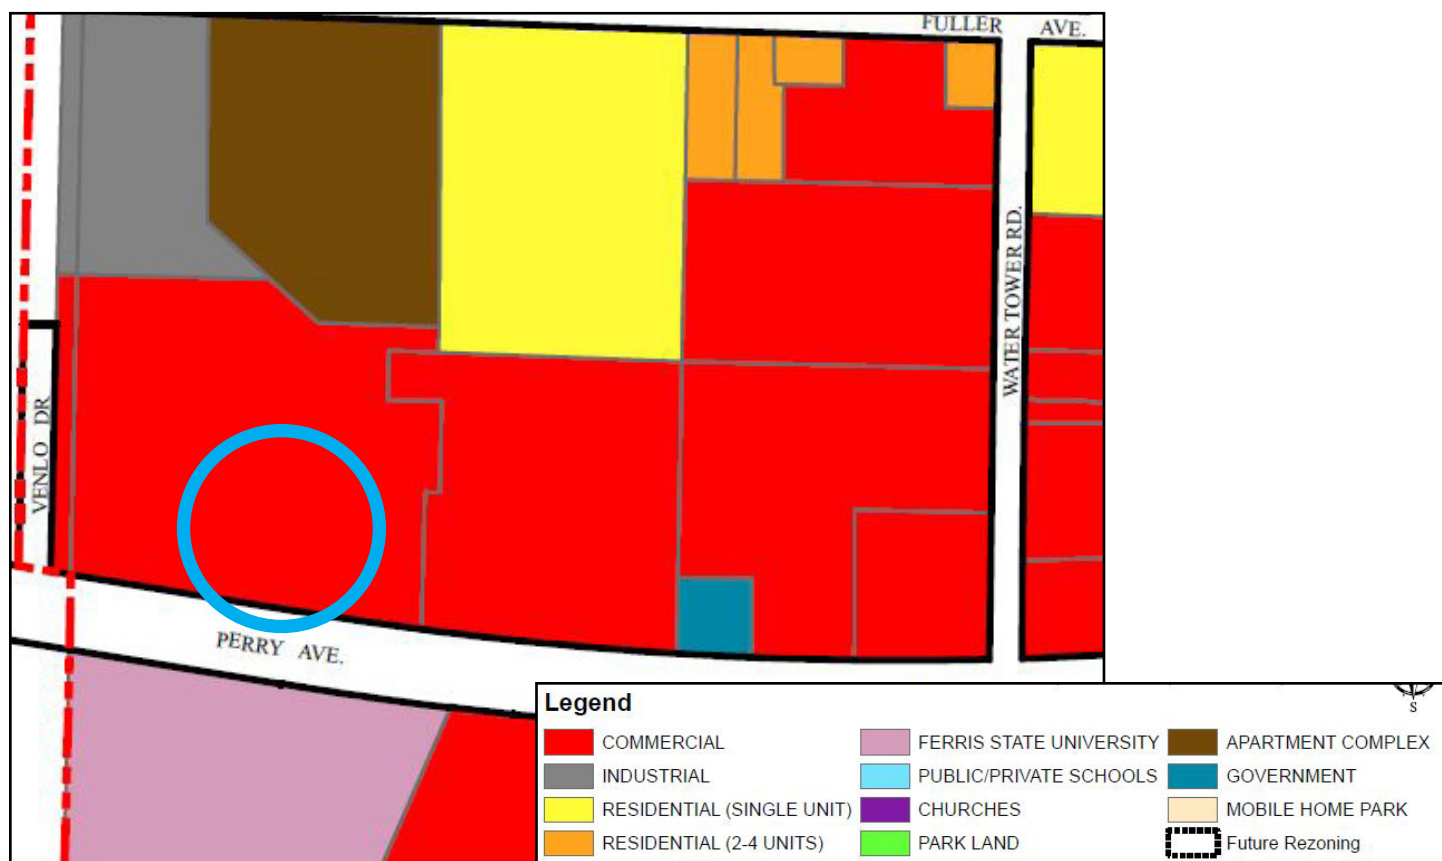 FULLER AVE.
WATER TOWER RD.
VENLO DR
PERRY AVE.
S
Legend
COMMERCIAL
INDUSTRIAL
RESIDENTIAL (SINGLE UNIT)
RESIDENTIAL (2-4 UNITS)
FERRIS STATE UNIVERSITY
PUBLIC/PRIVATE SCHOOLS
CHURCHES
PARK LAND
APARTMENT COMPLEX
GOVERNMENT
MOBILE HOME PARK
Future Rezoning